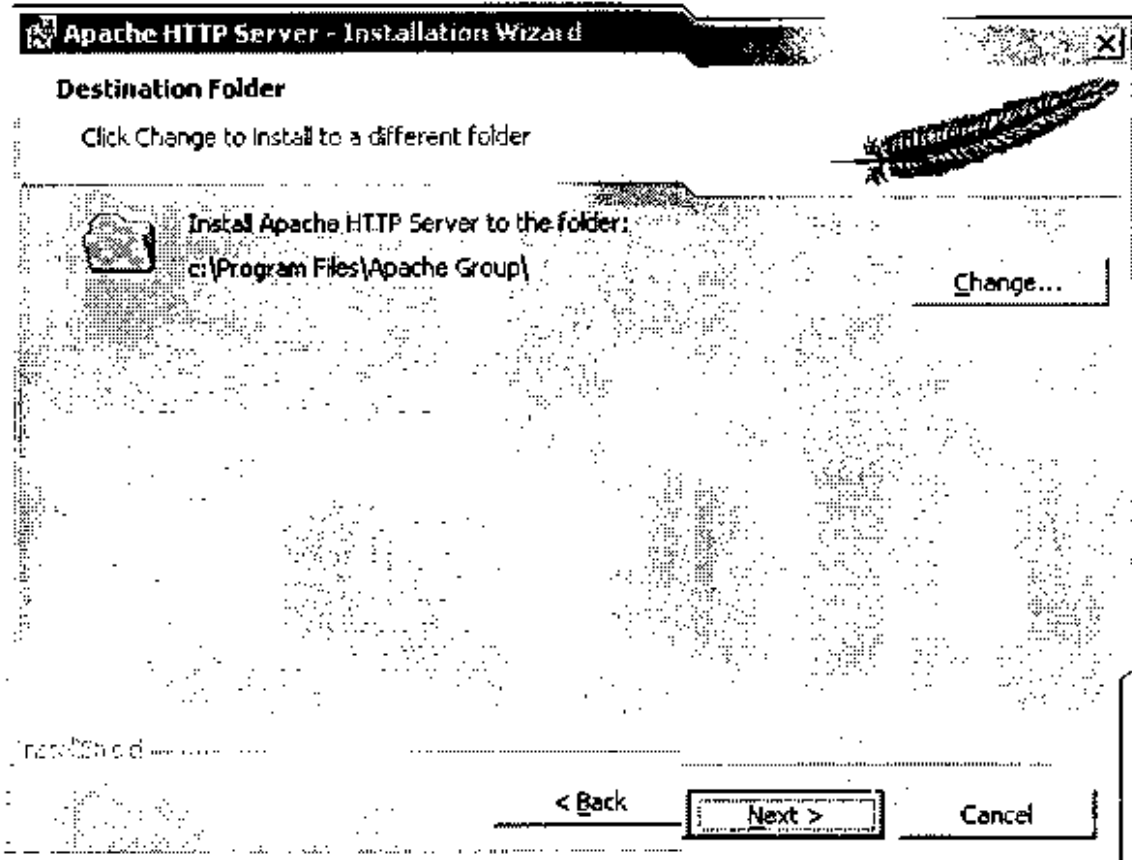 Apache HTTP Server - Installation Wizard
Destination Folder
Click Change to install to a different folder
Install Apache HTTP Server to the folder:
c:\Program Files\Apache Group\
Change...
InstallShield
< Back
Next >
Cancel